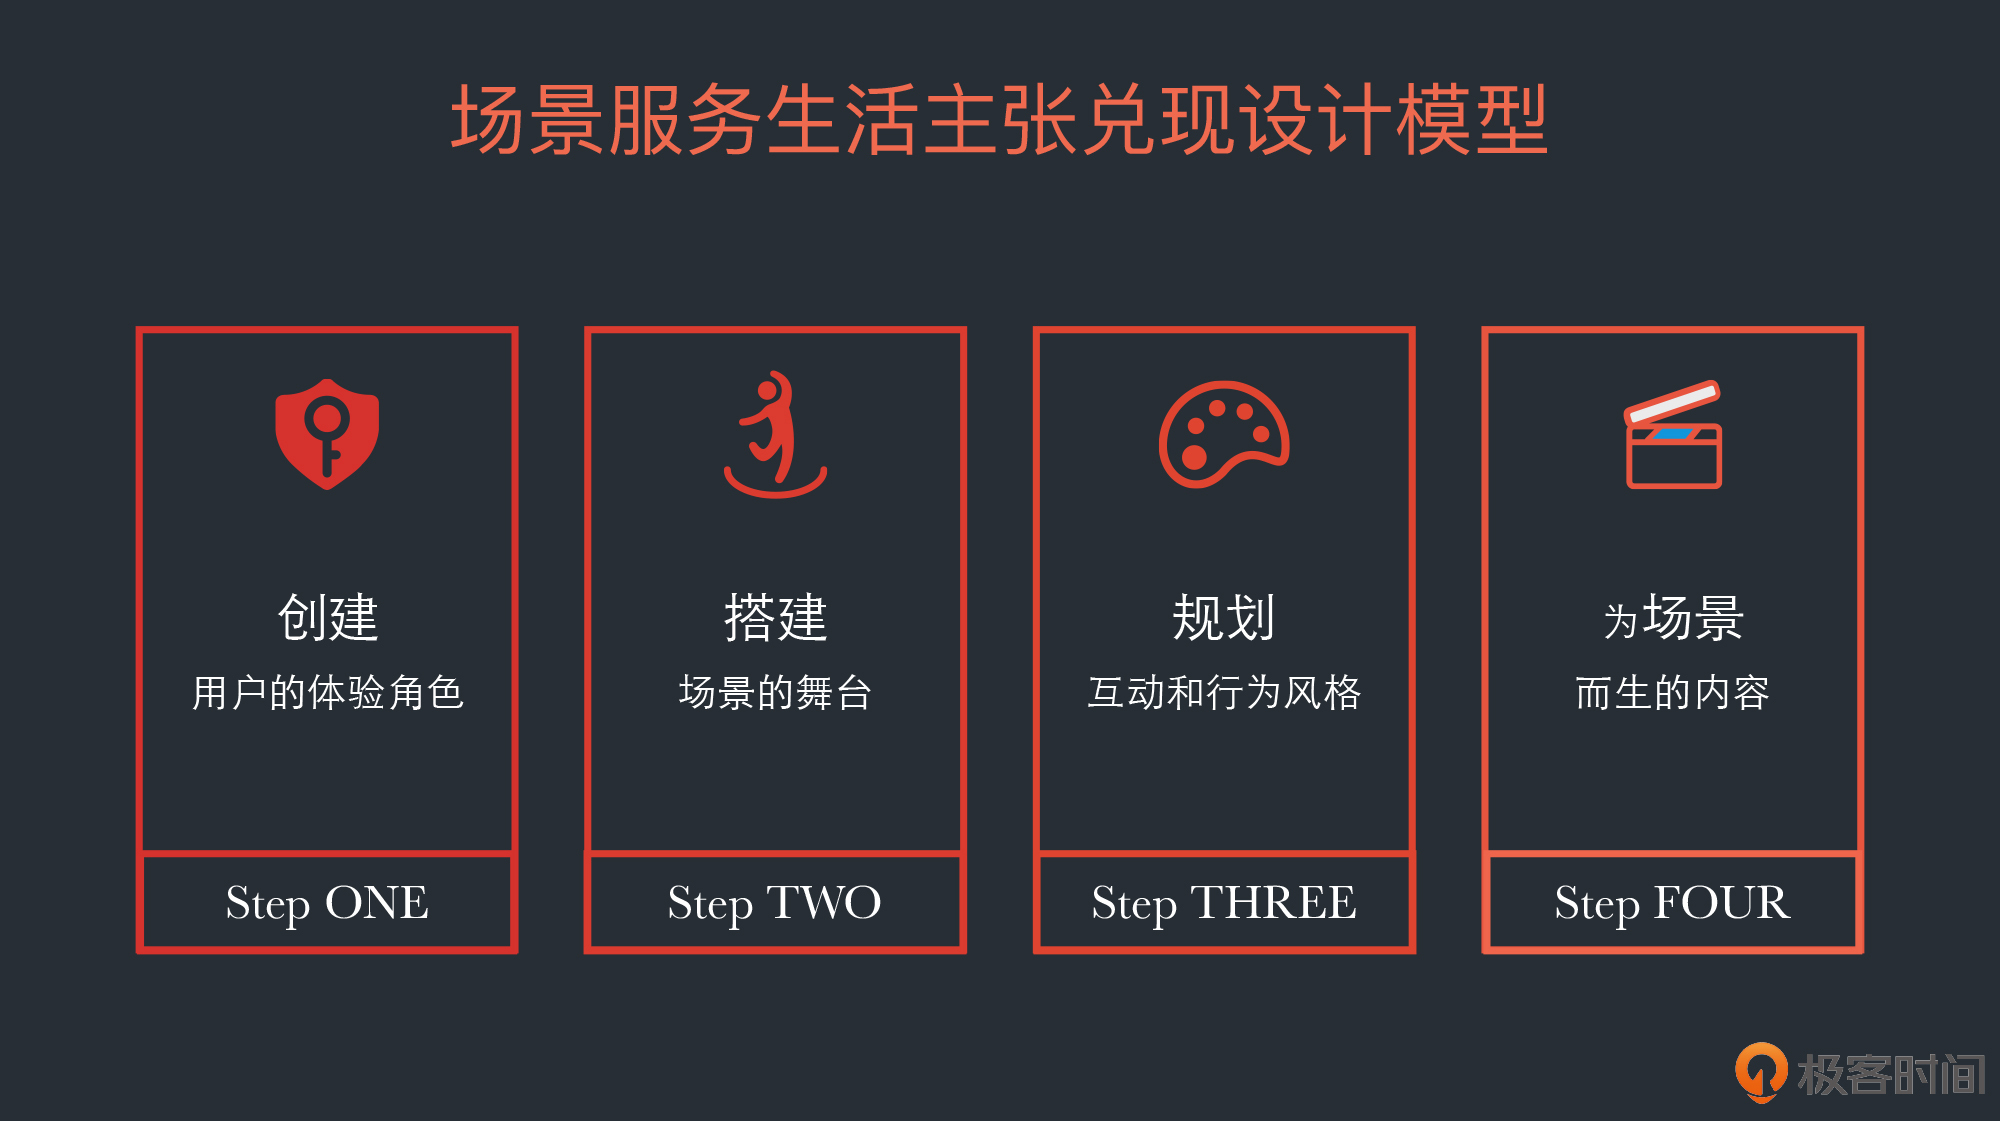 场景服务生活主张兑现设计模型
创建
用户的体验角色
Step ONE
搭建
场景的舞台
Step TWO
规划
互动和行为风格
Step THREE
为场景
而生的内容
Step FOUR
极客时间